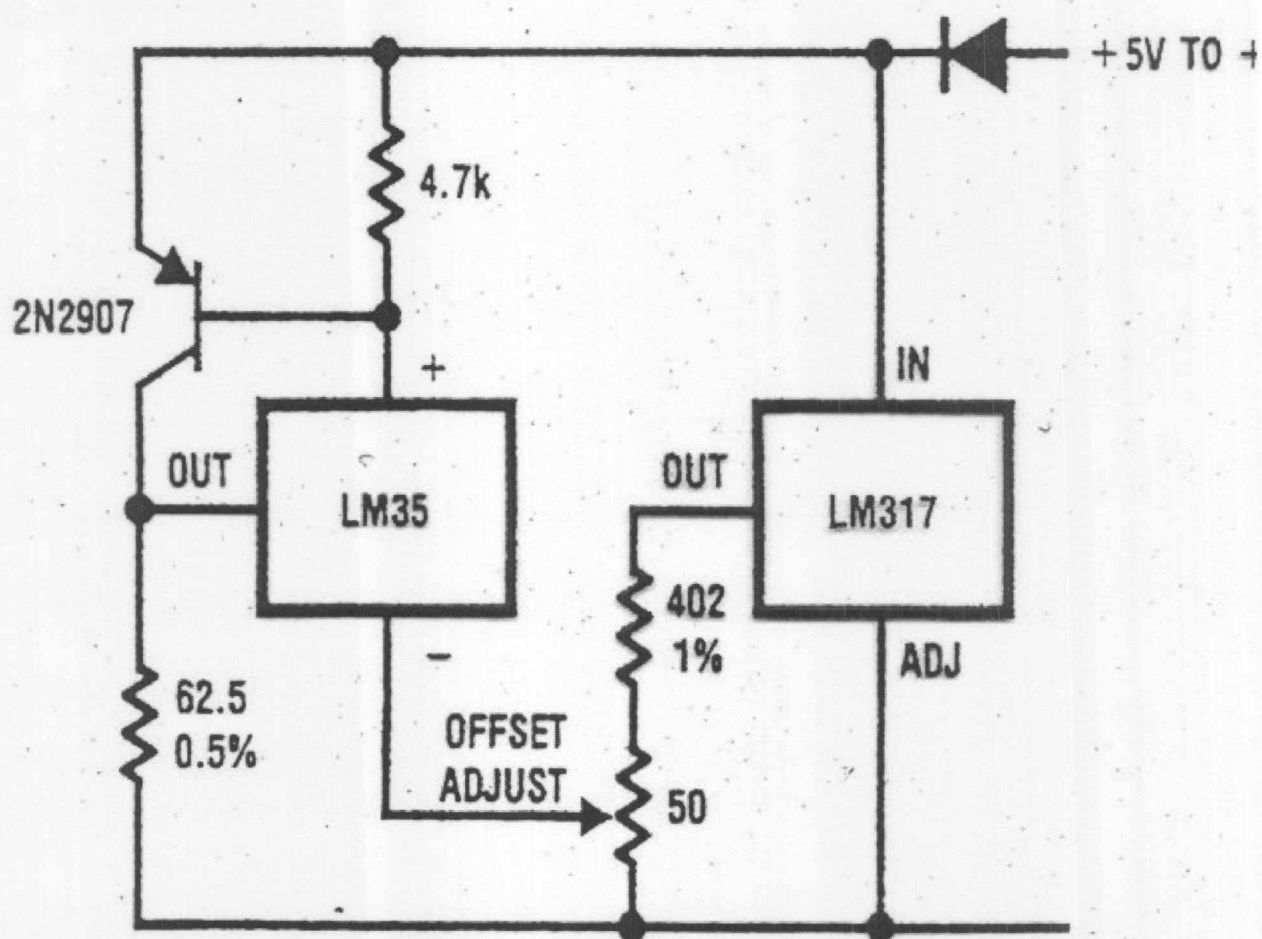 +5V TO +
4.7k
2N2907
+
IN
OUT
LM35
OUT
LM317
402
1%
ADJ
−
62.5
0.5%
OFFSET
ADJUST
50